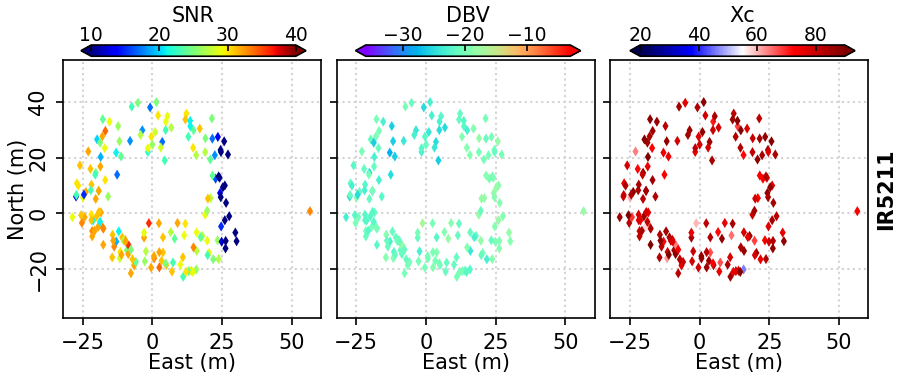 SNR DBV Xc
10 20 30 40 −30 −20 −10 20 40 60 80
40
20
0
−20
North (m)
IR5211
−25 0 25 50 −25 0 25 50 −25 0 25 50
East (m) East (m) East (m)